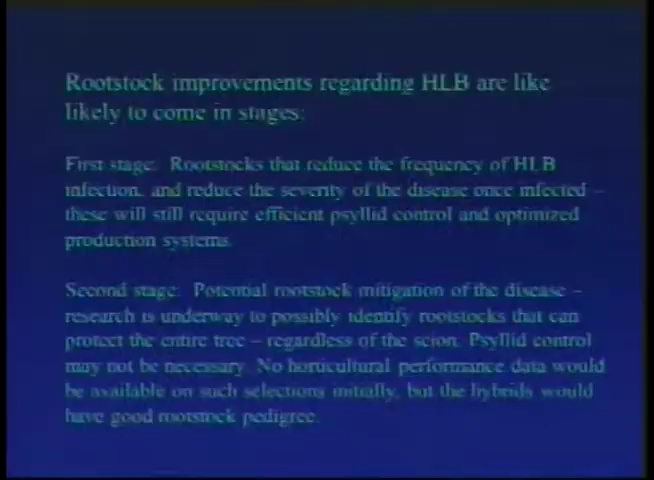 Rootstock improvements regarding HLB are like
likely to come in stages:
First stage: Rootstocks that reduce the frequency of HLB
infection, and reduce the severity of the disease once infected –
these will still require efficient psyllid control and optimized
production systems.
Second stage: Potential rootstock mitigation of the disease –
research is underway to possibly identify rootstocks that can
protect the entire tree – regardless of the scion. Psyllid control
may not be necessary. No horticultural performance data would
be available on such selections initially, but the hybrids would
have good rootstock pedigree.